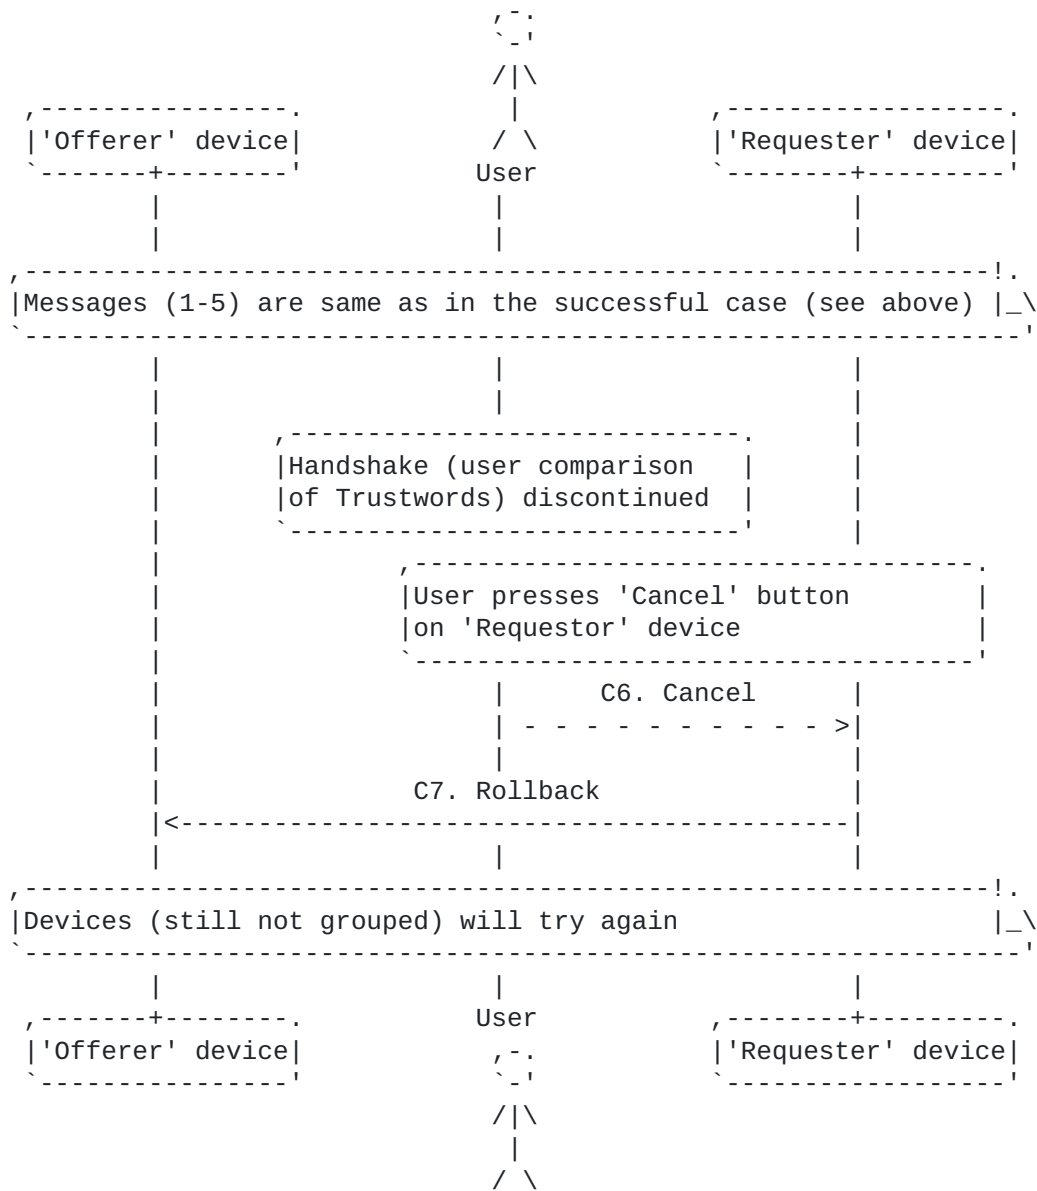 'Offerer' device
'Requester' device
User
Messages (1-5) are same as in the successful case (see above)
Handshake (user comparison
of Trustwords) discontinued
User presses 'Cancel' button
on 'Requestor' device
C6. Cancel
C7. Rollback
Devices (still not grouped) will try again
User
'Offerer' device
'Requester' device